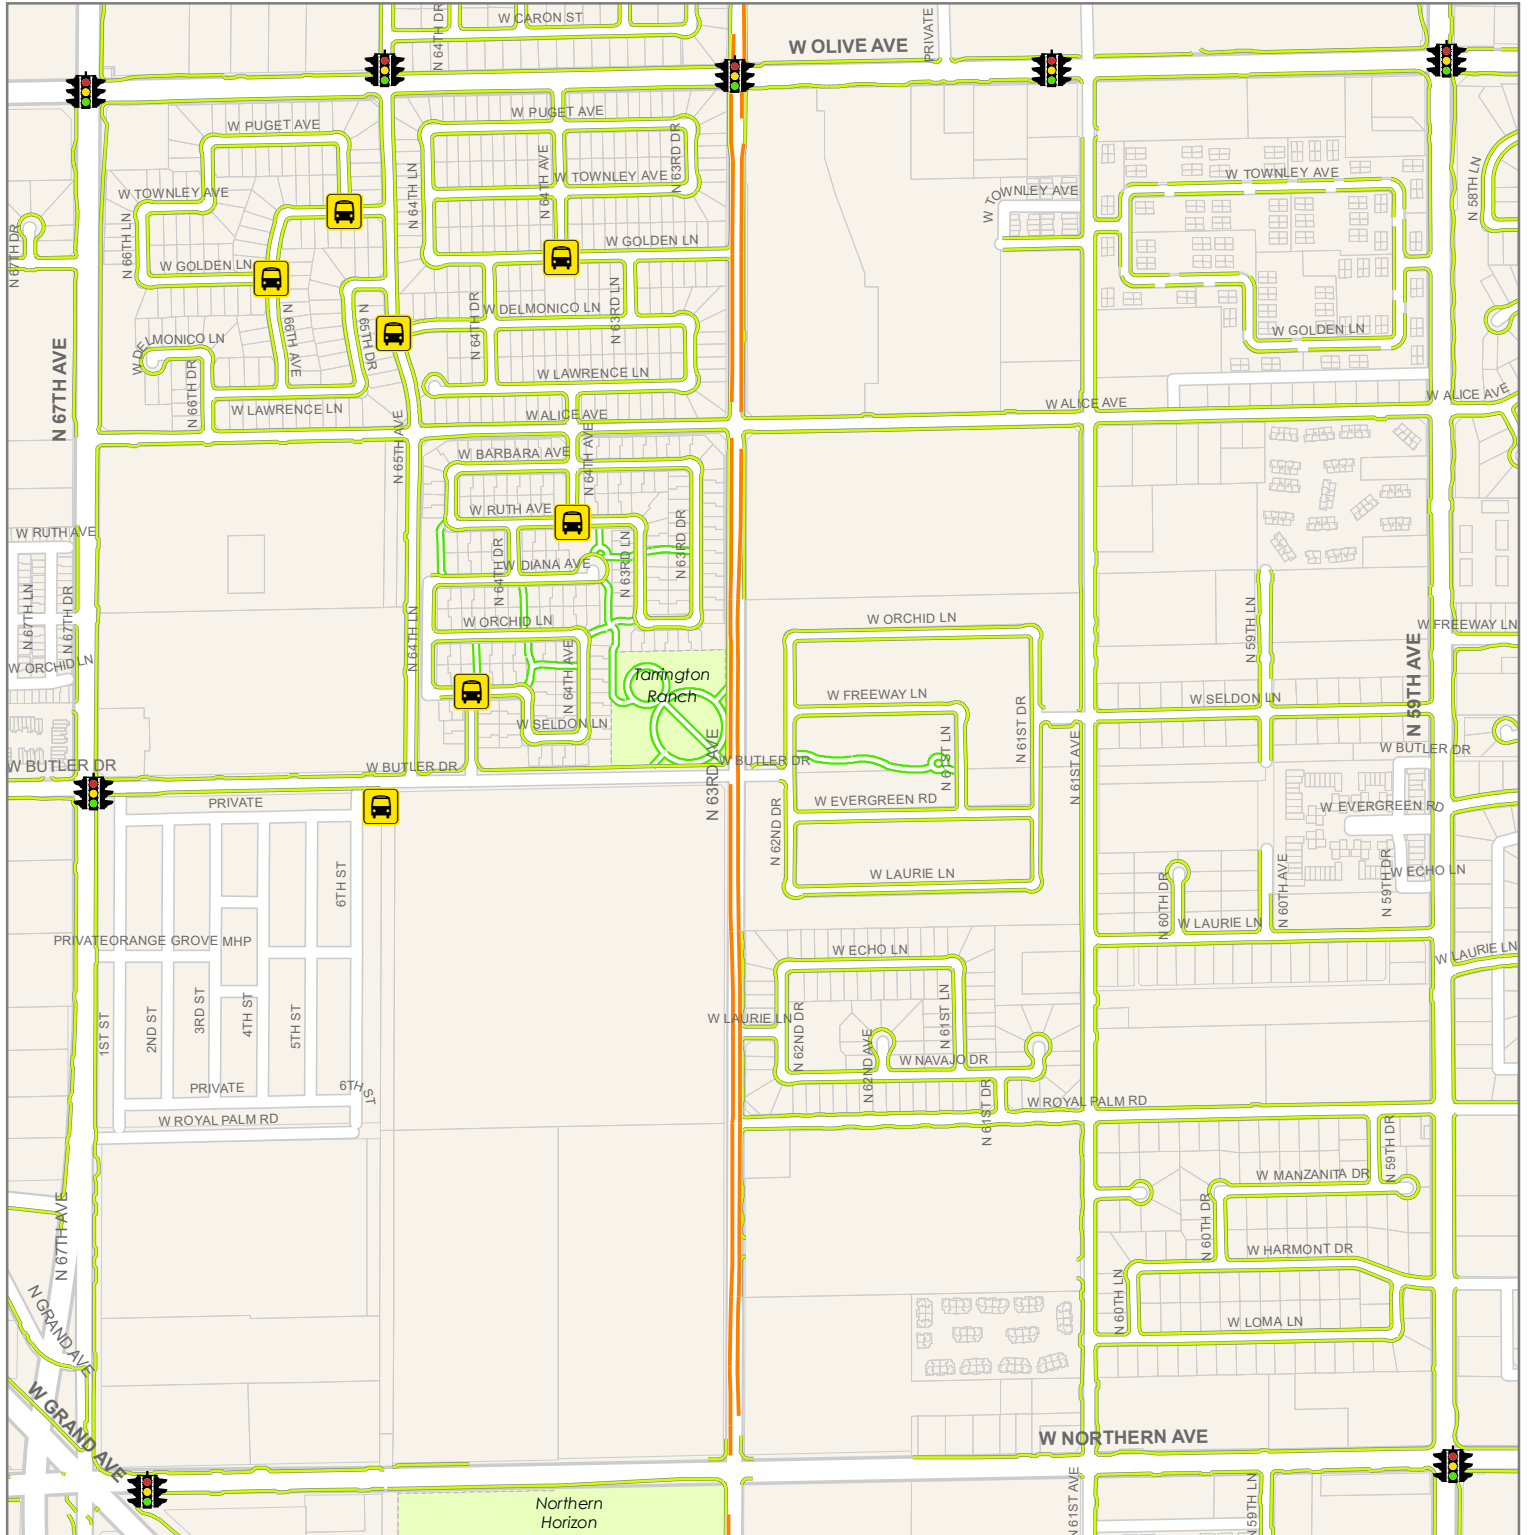 W CARON ST
N 64TH DR
PRIVATE
W OLIVE AVE
W PUGET AVE
W PUGET AVE
N 63RD DR
N 64TH AVE
N 64TH LN
W TOWNLEY AVE
W TOWNLEY AVE
W TOWNLEY AVE
W TOWNLEY AVE
N 58TH LN
N 66TH LN
N 67TH DR
W GOLDEN LN
W GOLDEN LN
W DELMONICO LN
W DELMONICO LN
N 66TH AVE
N 65TH DR
N 64TH DR
N 63RD LN
W GOLDEN LN
N 67TH AVE
N 66TH DR
W LAWRENCE LN
W LAWRENCE LN
W ALICE AVE
W ALICE AVE
W ALICE AVE
N 65TH AVE
W BARBARA AVE
N 64TH AVE
W RUTH AVE
W RUTH AVE
N 64TH DR
W DIANA AVE
N 63RD LN
N 63RD DR
N 67TH LN
N 67TH DR
N 64TH LN
W ORCHID LN
W ORCHID LN
W ORCHID LN
N 59TH LN
W FREEWAY LN
N 59TH AVE
Tarrington
Ranch
N 64TH AVE
W SELDON LN
W FREEWAY LN
W SELDON LN
N 61ST LN
N 61ST DR
N 61ST AVE
N 63RD AVE
W BUTLER DR
W BUTLER DR
W BUTLER DR
W BUTLER DR
PRIVATE
W EVERGREEN RD
W EVERGREEN RD
N 62ND DR
6TH ST
W LAURIE LN
N 60TH DR
W LAURIE LN
N 60TH AVE
N 59TH DR
W ECHO LN
PRIVATE
ORANGE GROVE MHP
W ECHO LN
W LAURIE LN
1ST ST
2ND ST
3RD ST
4TH ST
5TH ST
W LAURIE LN
N 62ND DR
N 62ND AVE
N 61ST LN
W NAVAJO DR
PRIVATE
6TH ST
W ROYAL PALM RD
N 61ST DR
W ROYAL PALM RD
N 59TH DR
W MANZANITA DR
N 60TH DR
W HARMONT DR
N 67TH AVE
N GRAND AVE
N 60TH LN
W LOMA LN
W GRAND AVE
W NORTHERN AVE
N 61ST AVE
N 59TH LN
Northern
Horizon